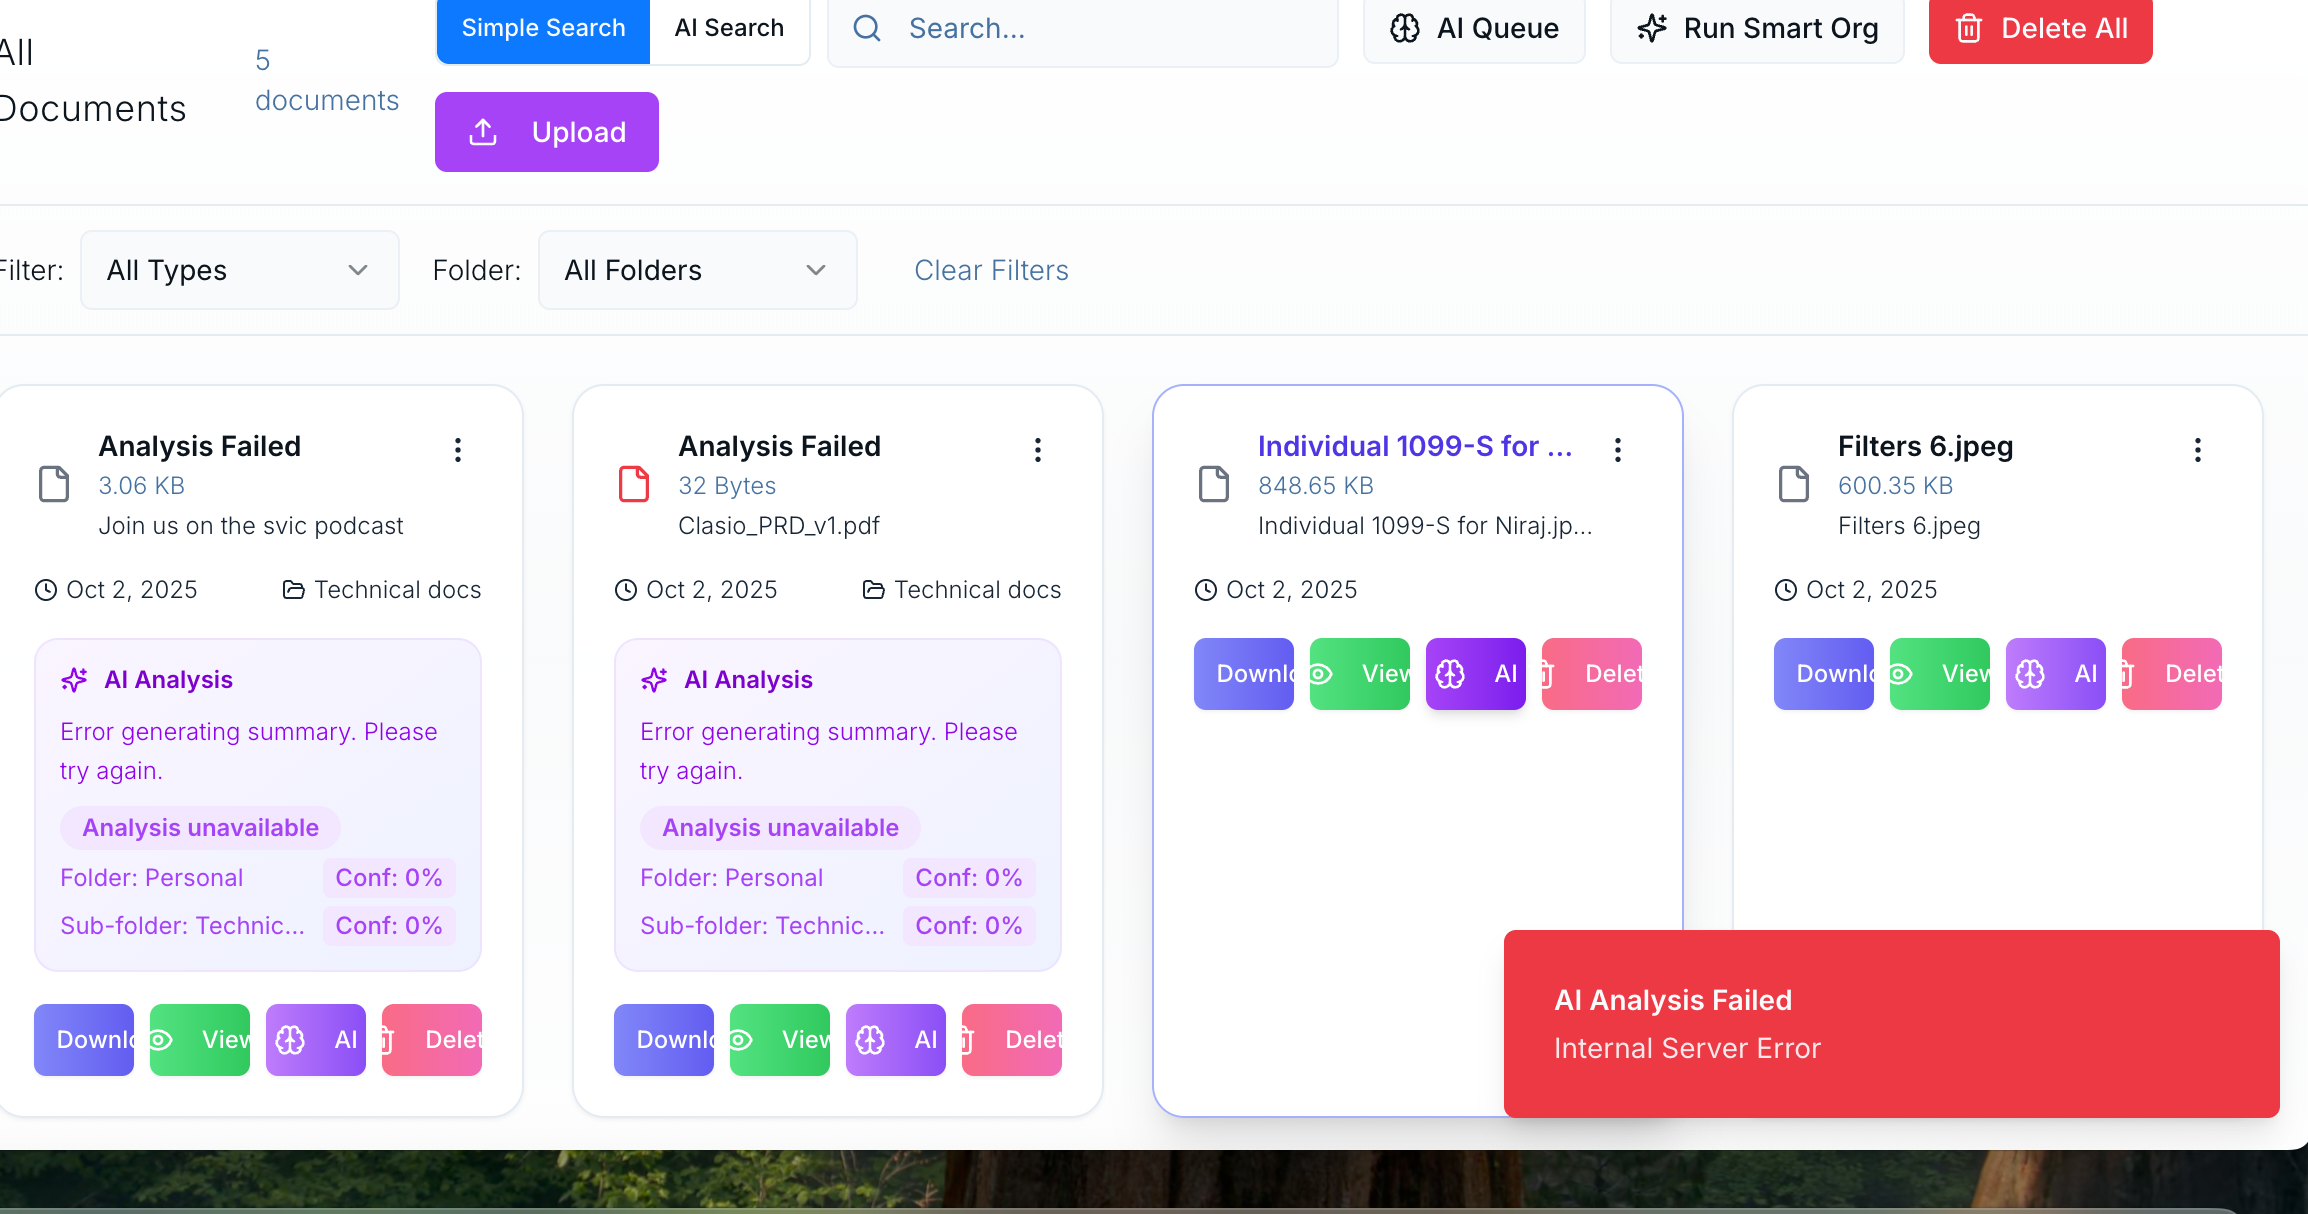 All
Documents
5
documents
Simple Search
AI Search
Search...
AI Queue
Run Smart Org
Delete All
Upload
Filter:
All Types
Folder:
All Folders
Clear Filters
Analysis Failed
3.06 KB
Join us on the svic podcast
Oct 2, 2025
Technical docs
AI Analysis
Error generating summary. Please
try again.
Analysis unavailable
Folder: Personal
Conf: 0%
Sub-folder: Technic...
Conf: 0%
Downlo
View
AI
Delet
Analysis Failed
32 Bytes
Clasio_PRD_v1.pdf
Oct 2, 2025
Technical docs
AI Analysis
Error generating summary. Please
try again.
Analysis unavailable
Folder: Personal
Conf: 0%
Sub-folder: Technic...
Conf: 0%
Downlo
View
AI
Delet
Individual 1099-S for ...
848.65 KB
Individual 1099-S for Niraj.jp...
Oct 2, 2025
Downlo
View
AI
Delet
Filters 6.jpeg
600.35 KB
Filters 6.jpeg
Oct 2, 2025
Downlo
View
AI
Delet
AI Analysis Failed
Internal Server Error